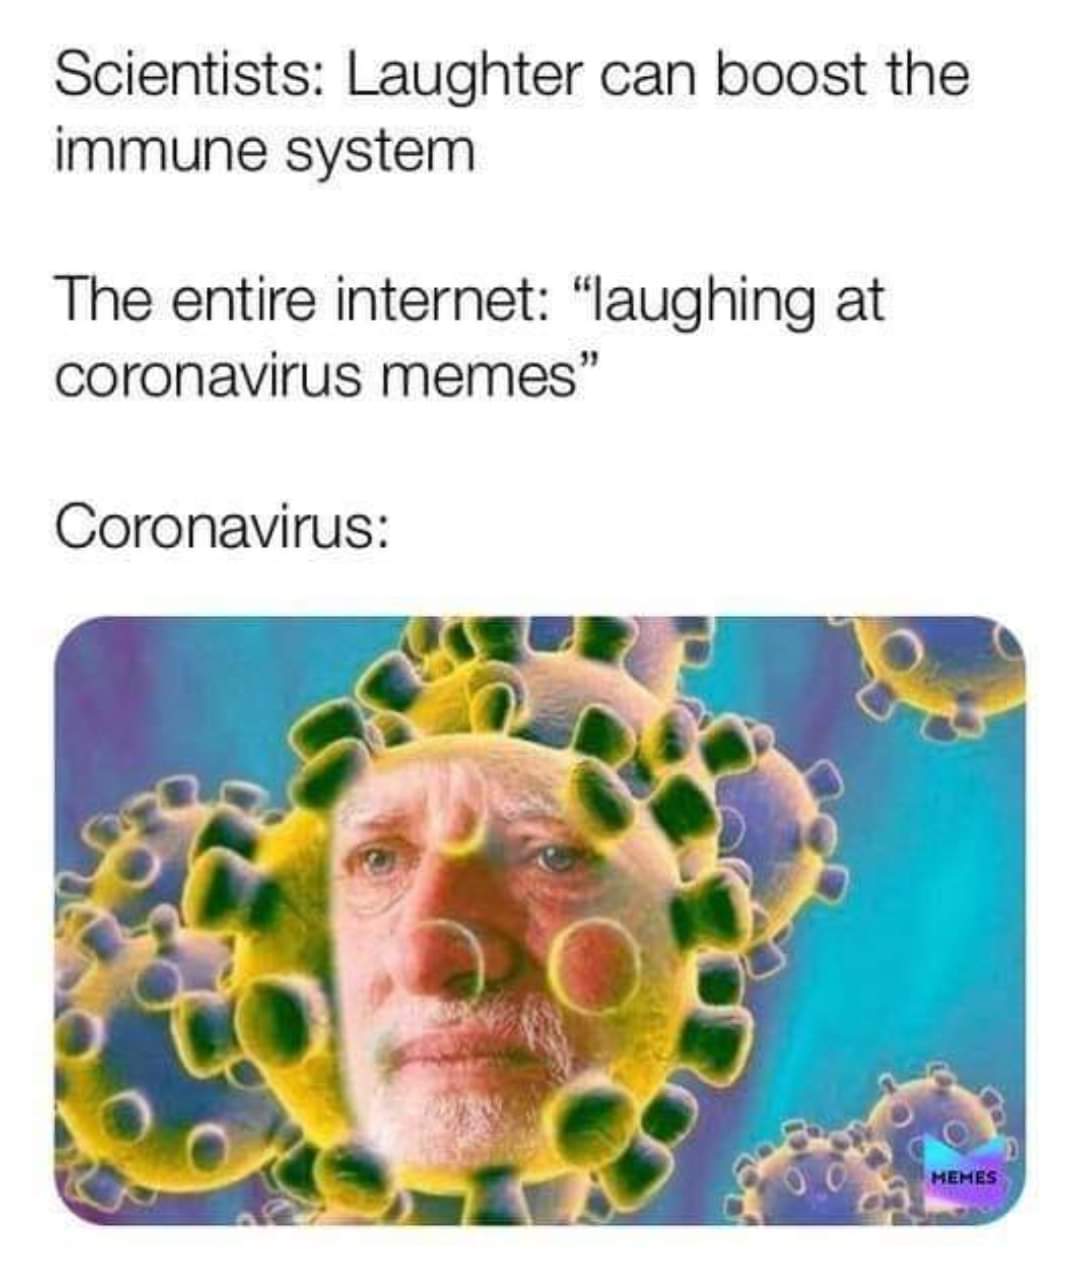 Scientists: Laughter can boost the
immune system
The entire internet: “laughing at
coronavirus memes”
Coronavirus:
MEMES